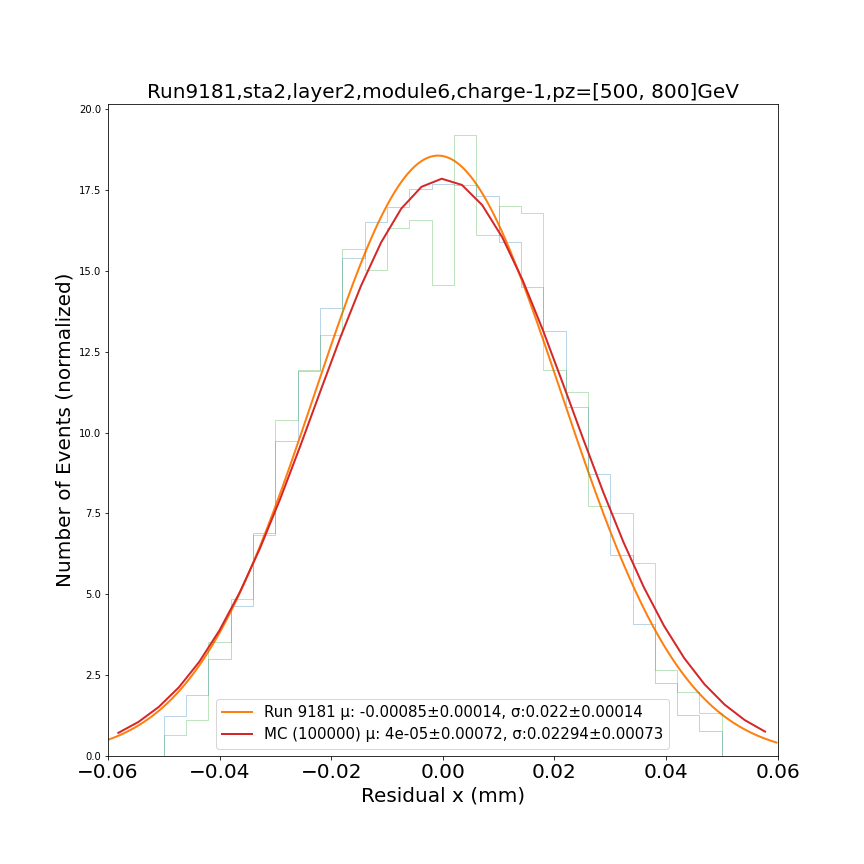 Run9181,sta2,layer2,module6,charge-1,pz=[500, 800]GeV
Number of Events (normalized)
20.0
17.5
15.0
12.5
10.0
7.5
5.0
2.5
0.0
Run 9181 μ: -0.00085±0.00014, σ:0.022±0.00014
MC (100000) μ: 4e-05±0.00072, σ:0.02294±0.00073
−0.06 −0.04 −0.02 0.00 0.02 0.04 0.06
Residual x (mm)